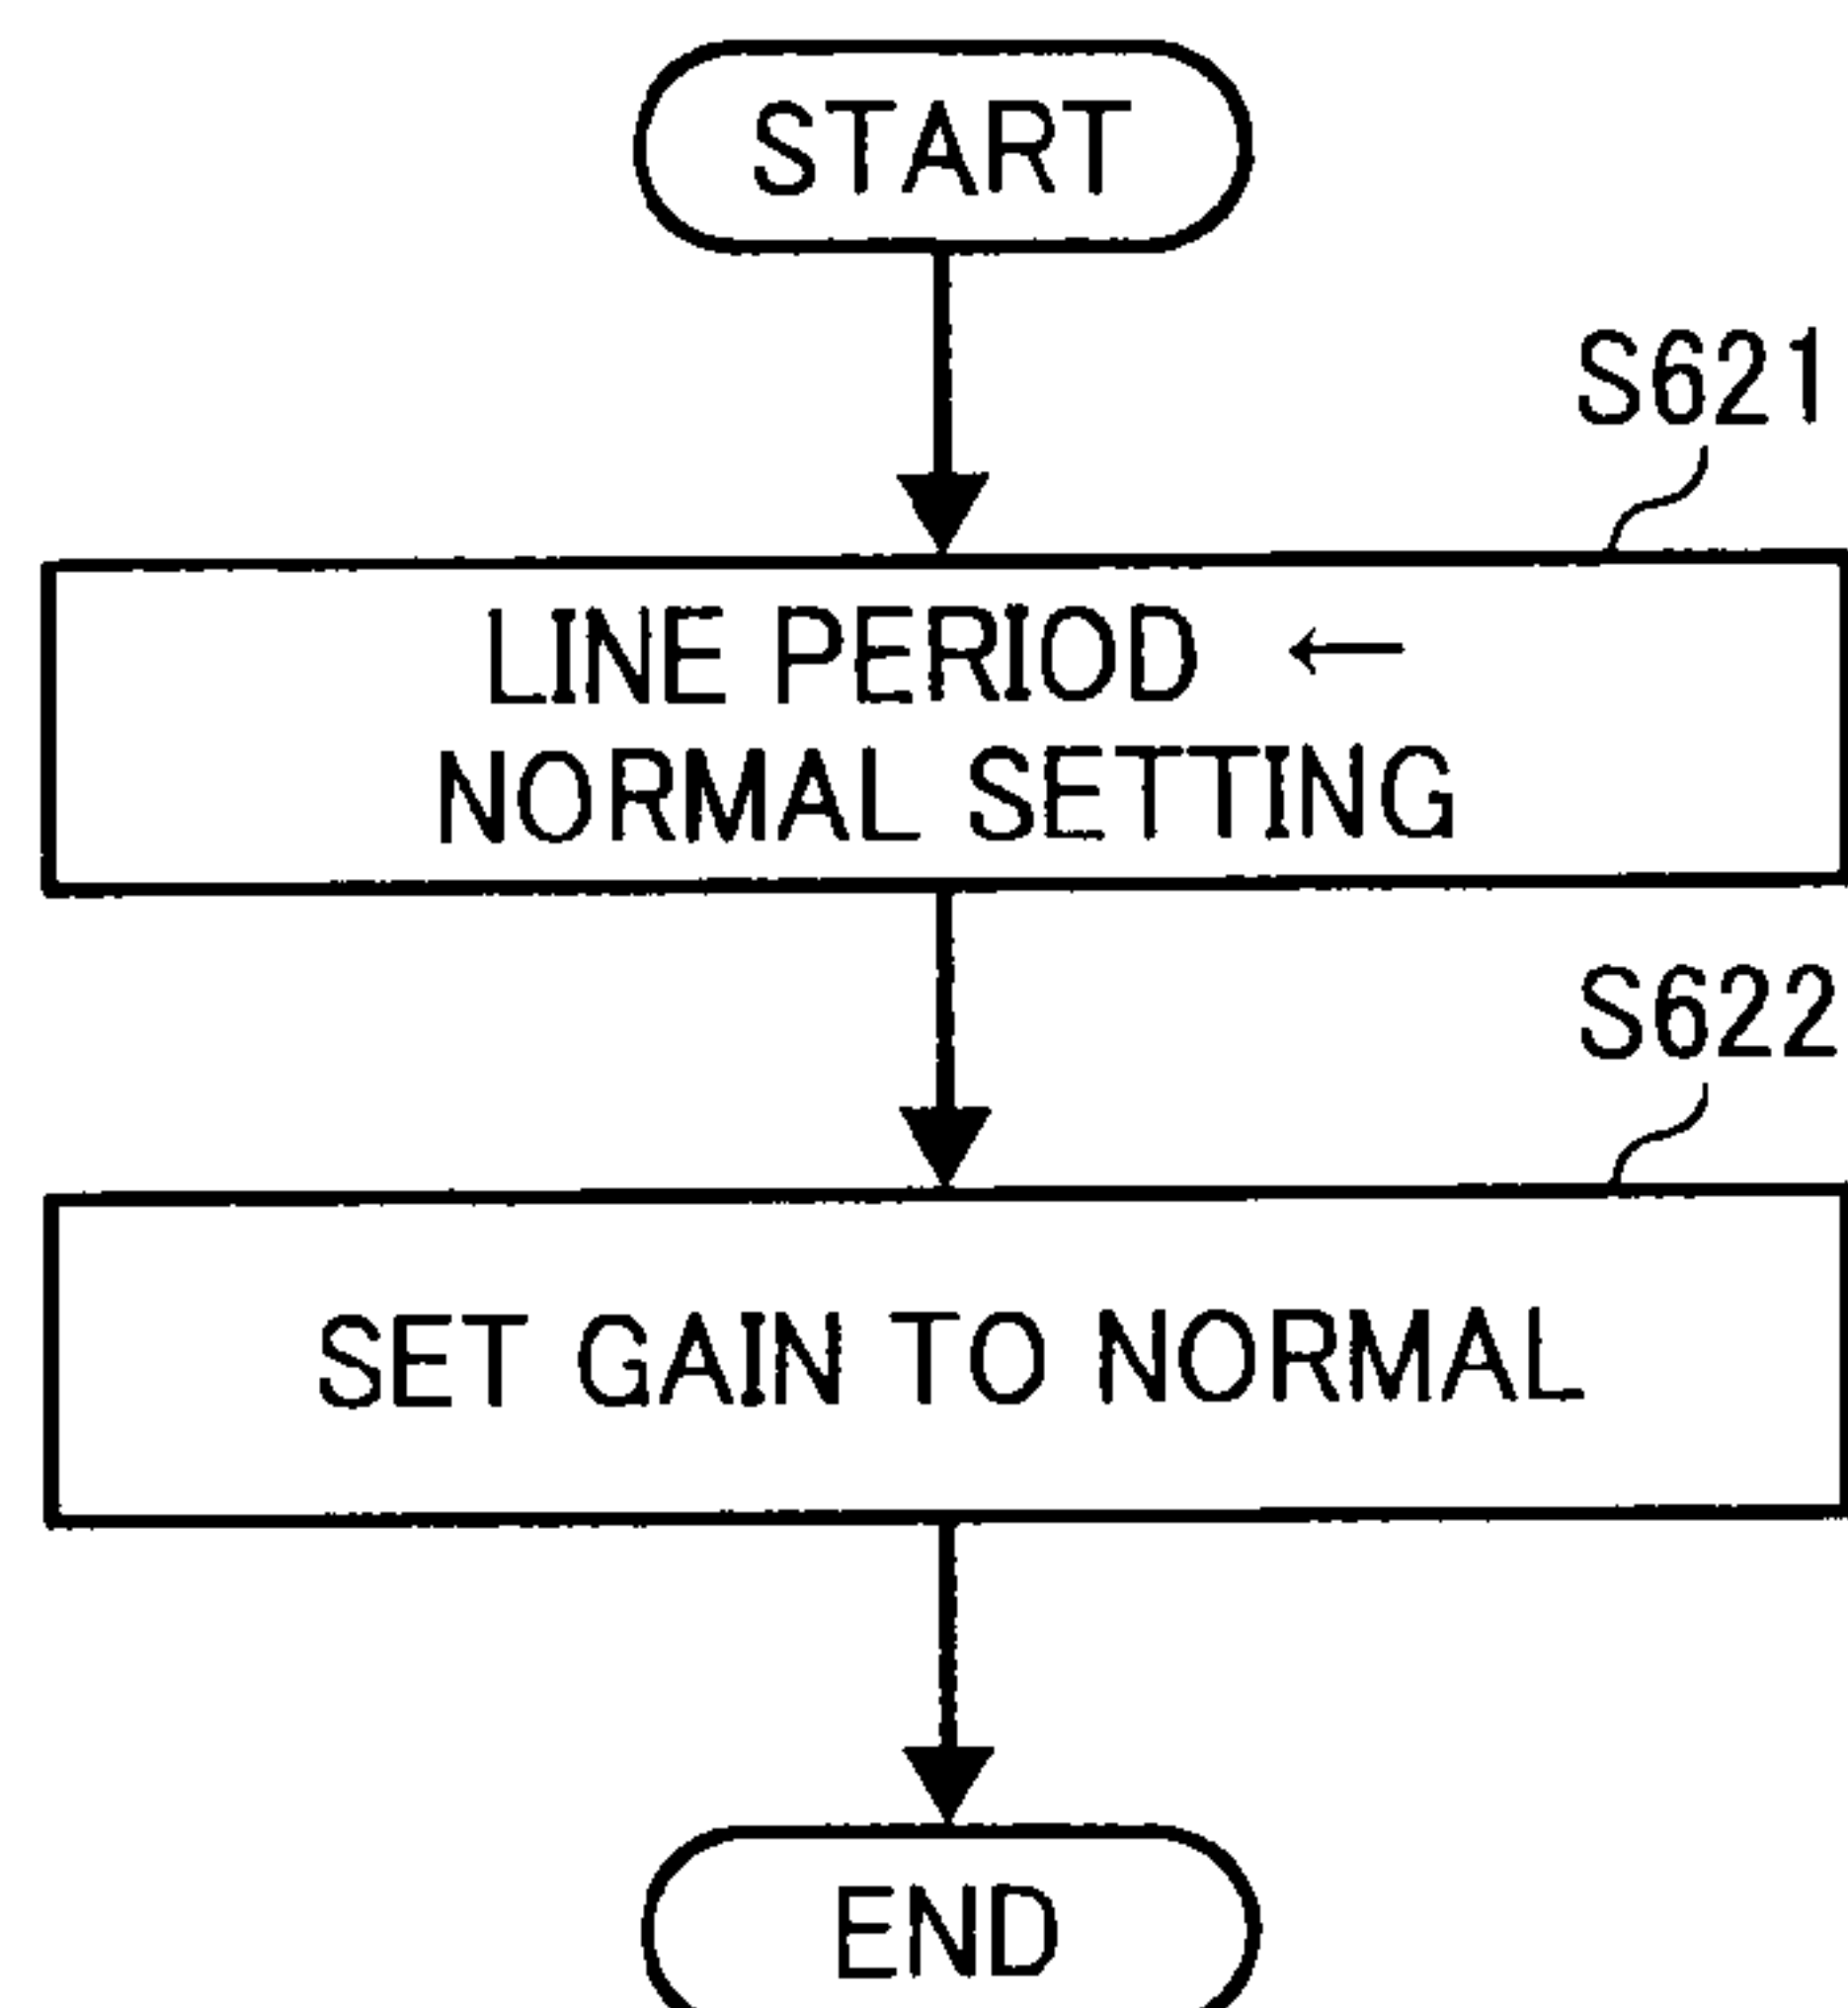 START
S621
LINE PERIOD ←
NORMAL SETTING
S622
SET GAIN TO NORMAL
END